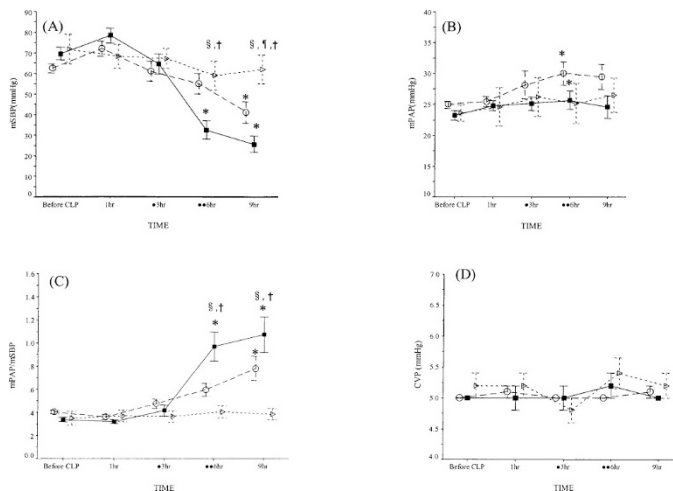 (A)
mSBP(mmHg)
90
80
70
60
50
40
30
20
10
0
§,†
§,¶,†
*
*
*
Before CLP 1hr •3hr ••6hr 9hr
TIME
(B)
mPAP(mmHg)
40
35
30
25
20
15
10
*
*
Before CLP 1hr •3hr ••6hr 9hr
TIME
(C)
mPAP/mSBP
1.6
1.4
1.2
1.0
.8
.6
.4
.2
0.0
§,†
*
§,†
*
*
Before CLP 1hr •3hr ••6hr 9hr
TIME
(D)
CVP (mmHg)
7.0
6.5
6.0
5.5
5.0
4.5
4.0
Before CLP 1hr •3hr ••6hr 9hr
TIME